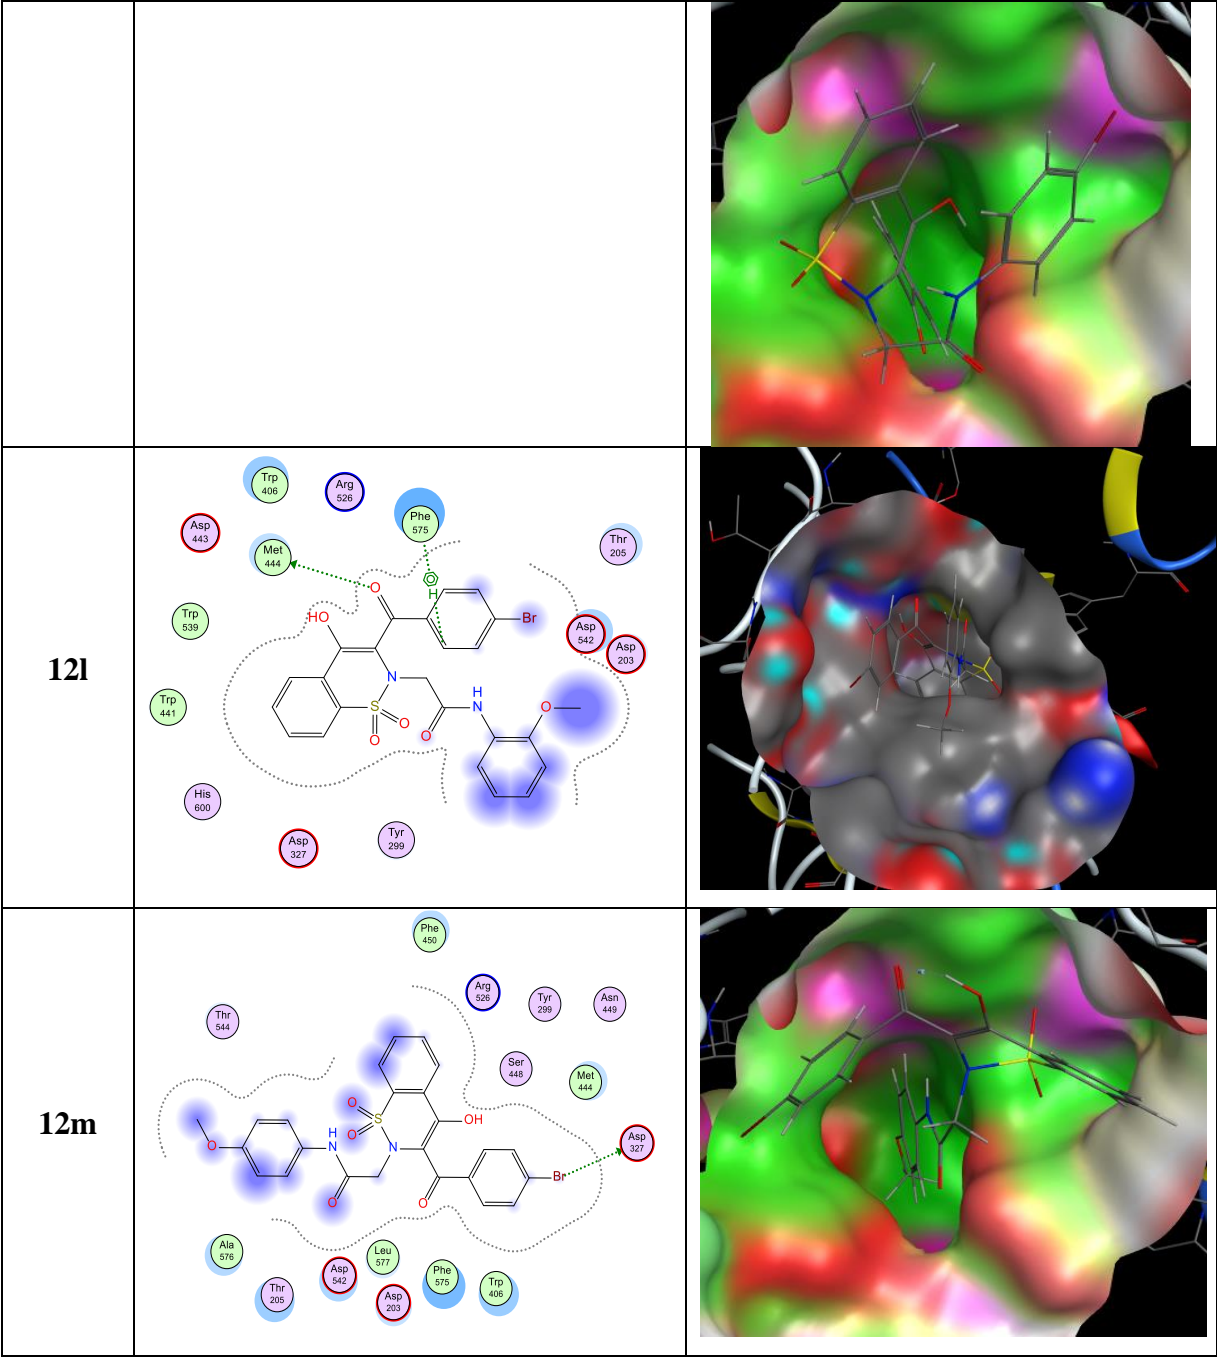 12l
Trp
406
Arg
526
Phe
575
Asp
443
Met
444
Thr
205
O
H
HO
Br
Trp
539
Asp
542
Asp
203
N
H
N
O
S
O
O
O
Trp
441
His
600
Asp
327
Tyr
299
12m
Phe
450
Arg
526
Tyr
299
Asn
449
Thr
544
Ser
448
Met
444
O
S
O
OH
O
H
N
N
Asp
327
Br
O
O
Ala
576
Leu
577
Asp
542
Phe
575
Trp
406
Thr
205
Asp
203